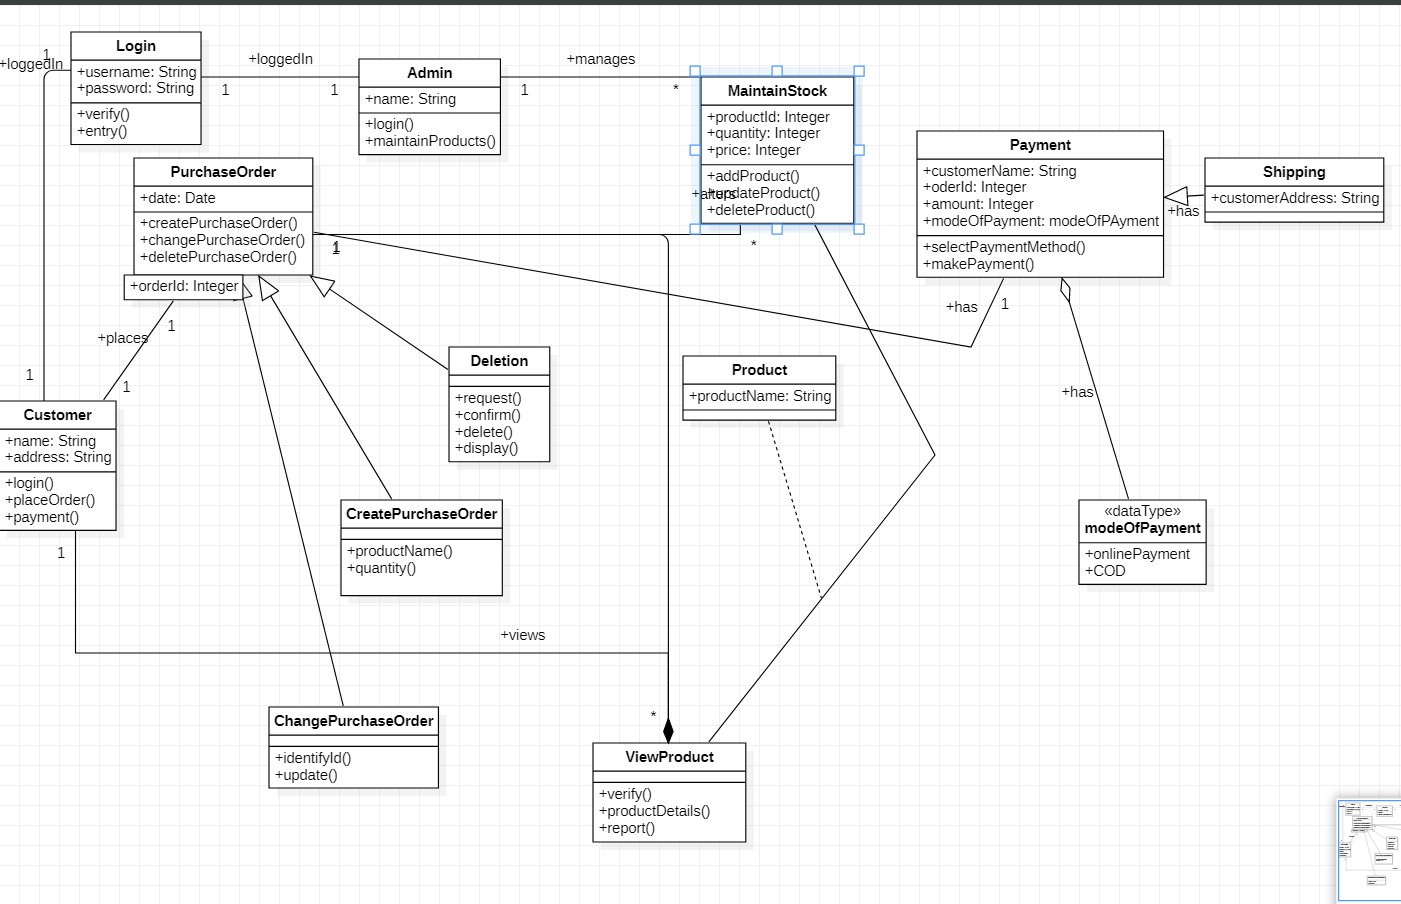 +loggedIn
1
1
Login
+username: String
+password: String
+verify()
+entry()
+loggedIn
1
1
Admin
+name: String
+login()
+maintainProducts()
+manages
1
*
MaintainStock
+productId: Integer
+quantity: Integer
+price: Integer
+addProduct()
+updateProduct()
+deleteProduct()
+alters
*
1
1
PurchaseOrder
+date: Date
+createPurchaseOrder()
+changePurchaseOrder()
+deletePurchaseOrder()
+orderId: Integer
Payment
+customerName: String
+oderId: Integer
+amount: Integer
+modeOfPayment: modeOfPAyment
+selectPaymentMethod()
+makePayment()
Shipping
+customerAddress: String
+has
+has
1
+has
+places
1
1
Deletion
+request()
+confirm()
+delete()
+display()
Product
+productName: String
Customer
+name: String
+address: String
+login()
+placeOrder()
+payment()
1
CreatePurchaseOrder
+productName()
+quantity()
«dataType»
modeOfPayment
+onlinePayment
+COD
+views
*
ChangePurchaseOrder
+identifyId()
+update()
ViewProduct
+verify()
+productDetails()
+report()